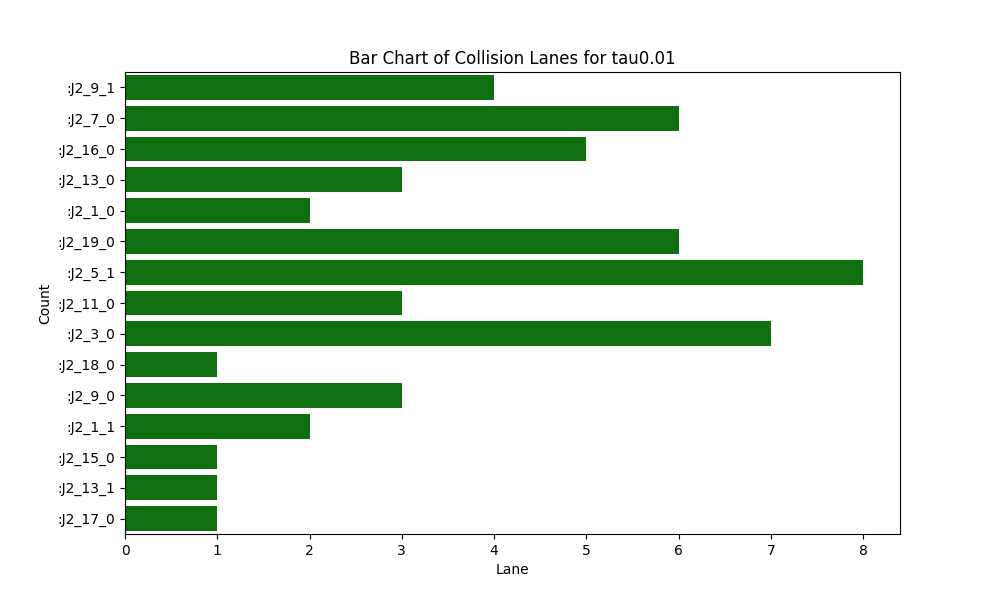 Bar Chart of Collision Lanes for tau0.01
:J2_9_1
:J2_7_0
:J2_16_0
:J2_13_0
:J2_1_0
:J2_19_0
:J2_5_1
:J2_11_0
:J2_3_0
:J2_18_0
:J2_9_0
:J2_1_1
:J2_15_0
:J2_13_1
:J2_17_0
Count
0 1 2 3 4 5 6 7 8
Lane